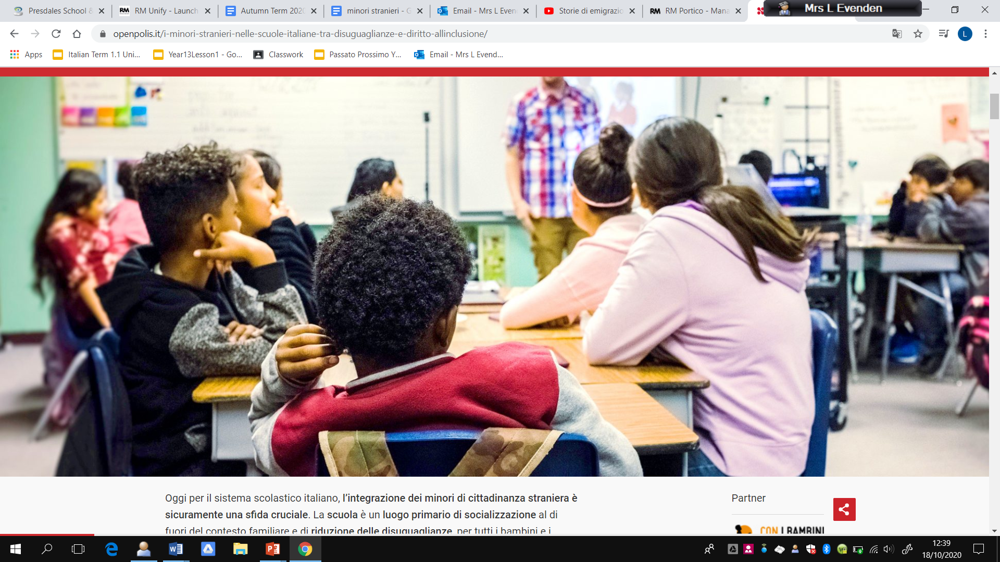 Presdales School &
RM Unify - Launch
Autumn Term 2020
minori stranieri - G
Email - Mrs L Even
Storie di emigrazio
RM Portico - Mana
Mrs L Evenden
openpolis.it/i-minori-stranieri-nelle-scuole-italiane-tra-disuguaglianze-e-diritto-allinclusione/
L
Apps
Italian Term 1.1 Uni...
Year13Lesson1 - Go...
Classwork
Passato Prossimo Y...
Email - Mrs L Evend...
Oggi per il sistema scolastico italiano, l'integrazione dei minori di cittadinanza straniera è
sicuramente una sfida cruciale. La scuola è un luogo primario di socializzazione al di
fuori del contesto familiare e di riduzione delle disuguaglianze, per tutti i bambini e i
Partner
CON I BAMBINI
12:39
18/10/2020